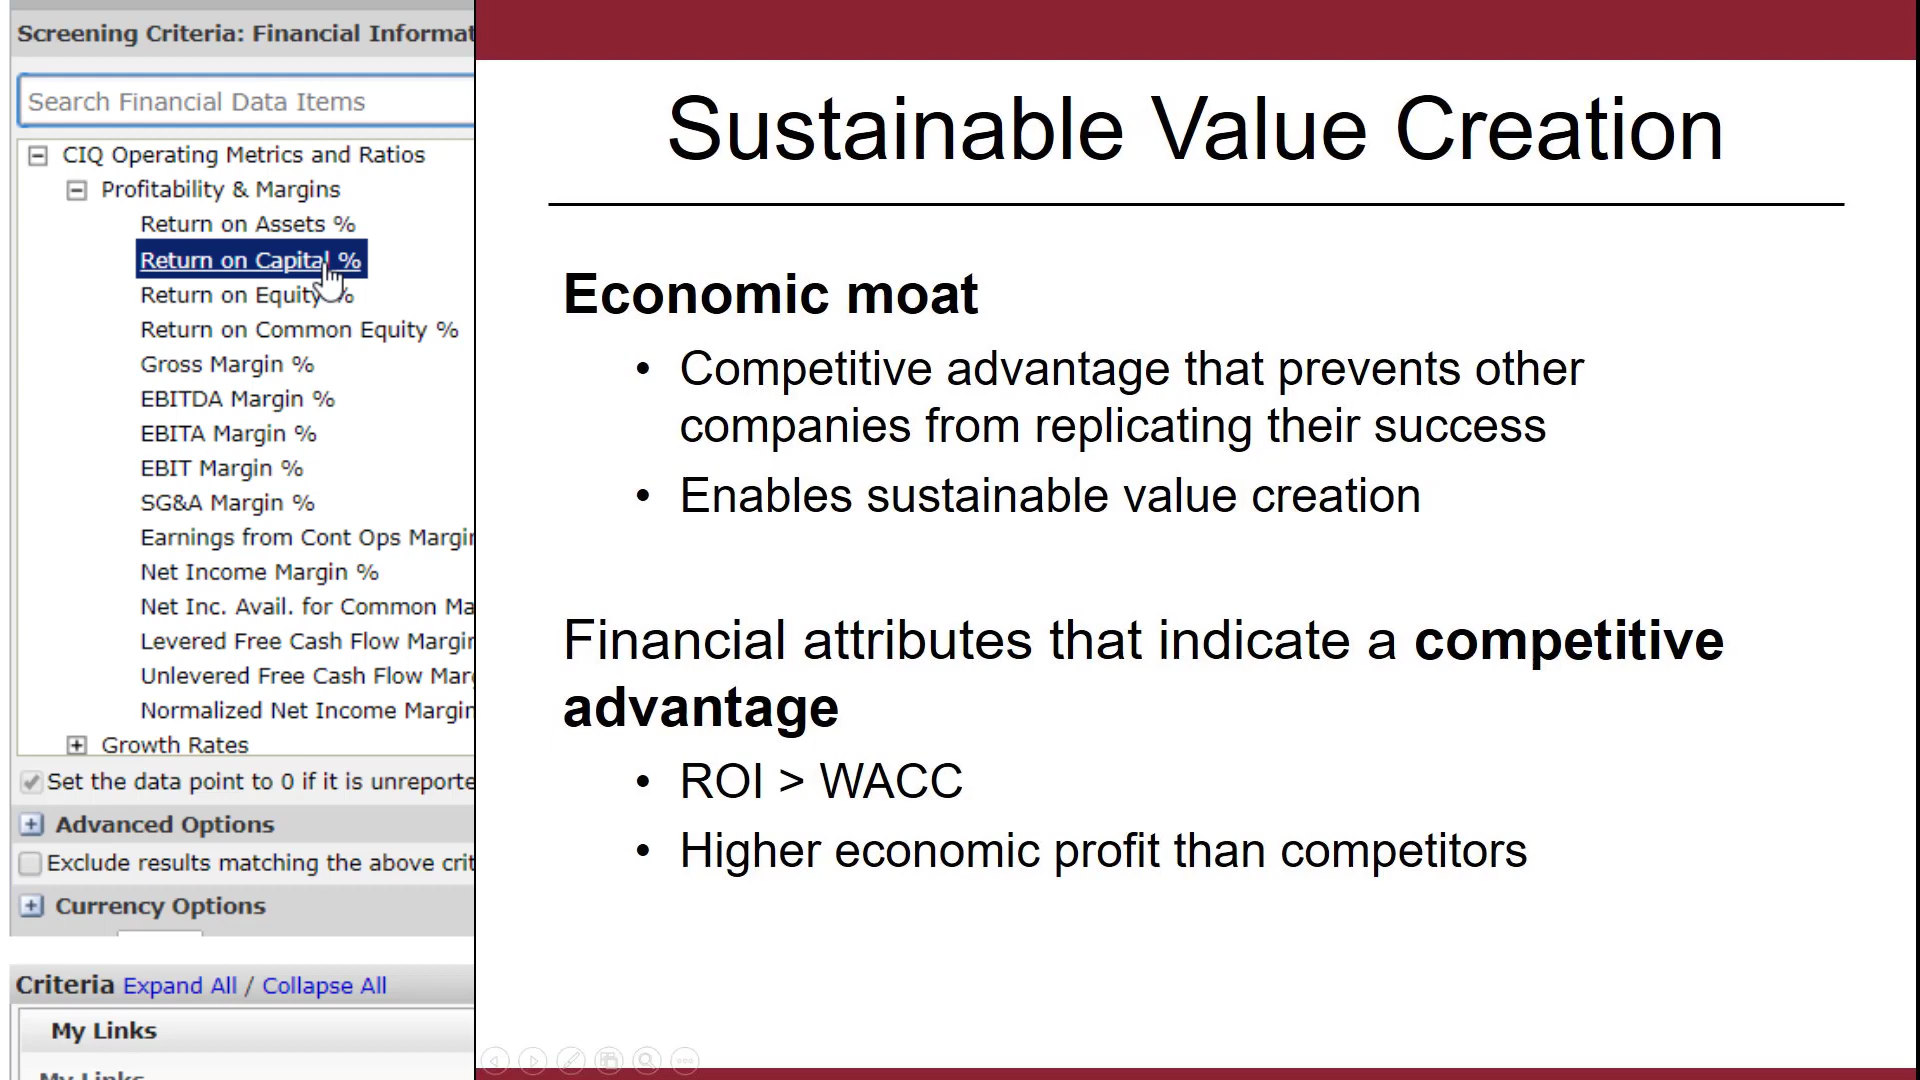 Screening Criteria: Financial Informat
Search Financial Data Items
CIQ Operating Metrics and Ratios
Profitability & Margins
Return on Assets %
Return on Capital %
Return on Equity %
Return on Common Equity %
Gross Margin %
EBITDA Margin %
EBITA Margin %
EBIT Margin %
SG&A Margin %
Earnings from Cont Ops Margin
Net Income Margin %
Net Inc. Avail. for Common Ma
Levered Free Cash Flow Margin
Unlevered Free Cash Flow Marg
Normalized Net Income Margin
Growth Rates
Set the data point to 0 if it is unreporte
Advanced Options
Exclude results matching the above crit
Currency Options
Criteria Expand All / Collapse All
My Links
My Links
Sustainable Value Creation
Economic moat
• Competitive advantage that prevents other
companies from replicating their success
• Enables sustainable value creation
Financial attributes that indicate a competitive
advantage
• ROI > WACC
• Higher economic profit than competitors